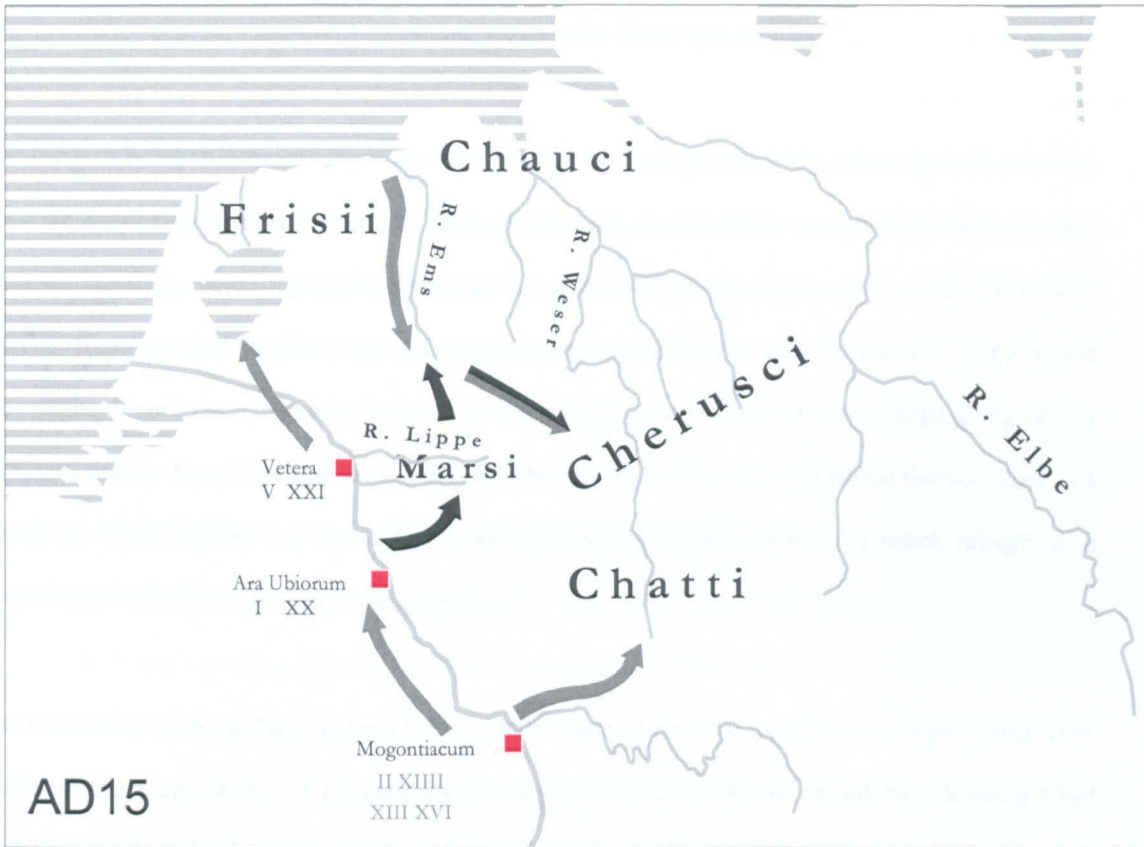 Chauci
Frisii
R. Ems
R. Weser
Cherusci
R. Elbe
R. Lippe
Marsi
Vetera
V XXI
Ara Ubiorum
I XX
Chatti
Mogontiacum
II XIIII
XIII XVI
AD15